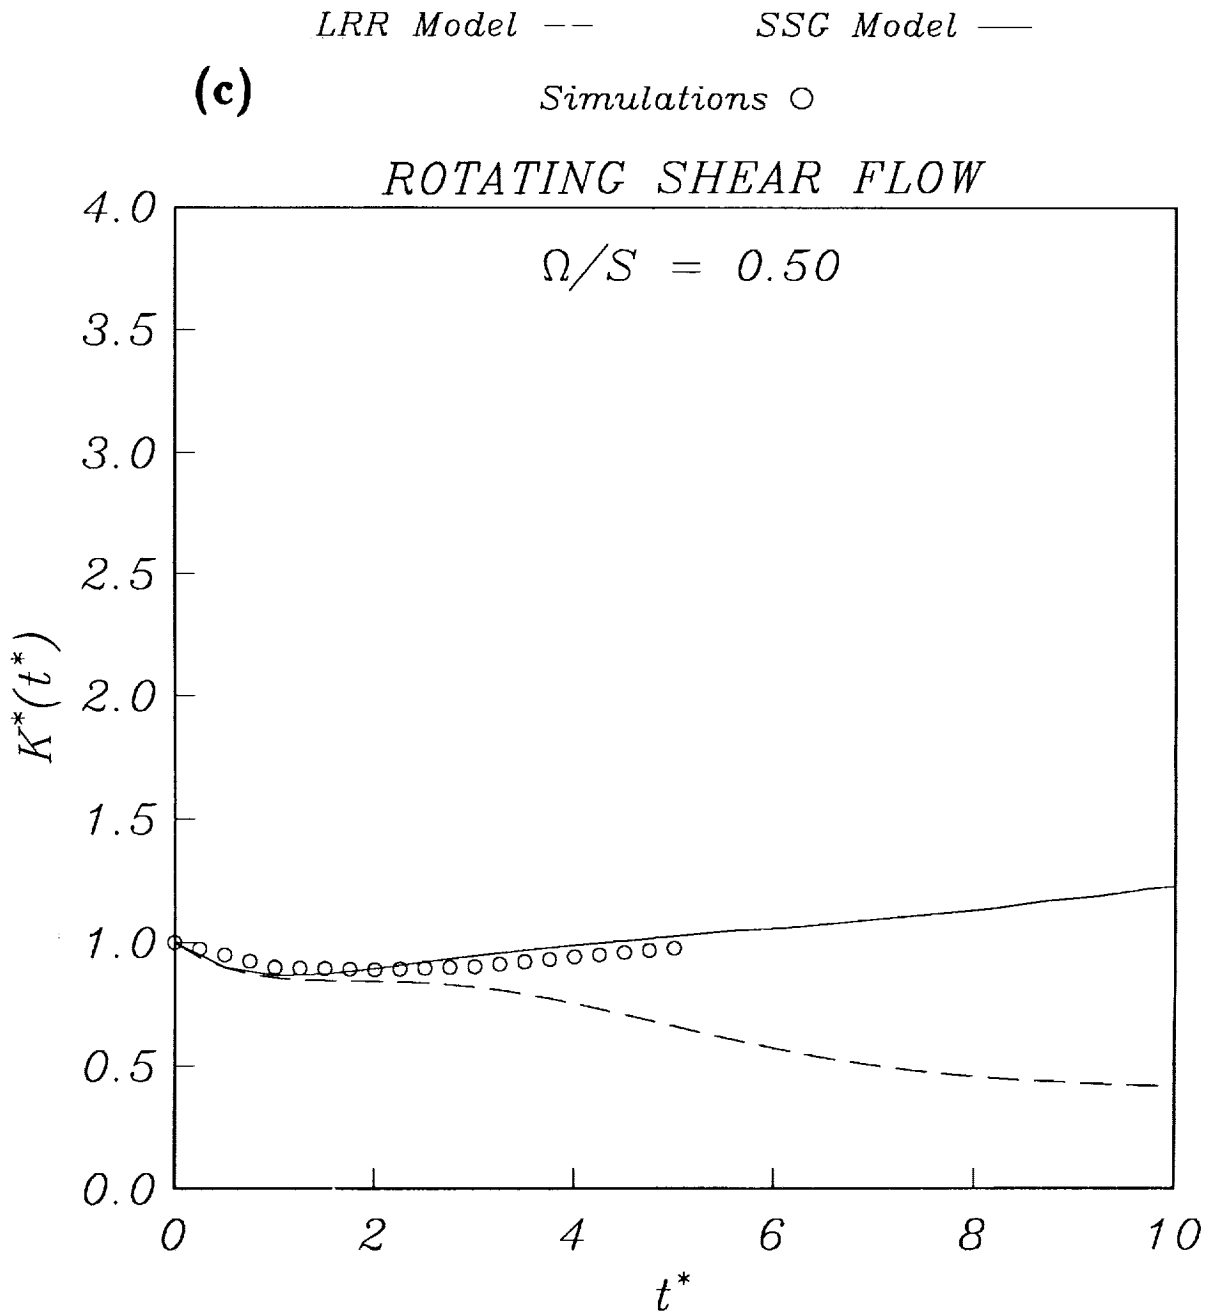 LRR Model -- SSG Model —
(c)
Simulations ○
ROTATING SHEAR FLOW
Ω/S = 0.50
4.0
3.5
3.0
2.5
2.0
1.5
1.0
0.5
0.0
K*(t*)
0 2 4 6 8 10
t*